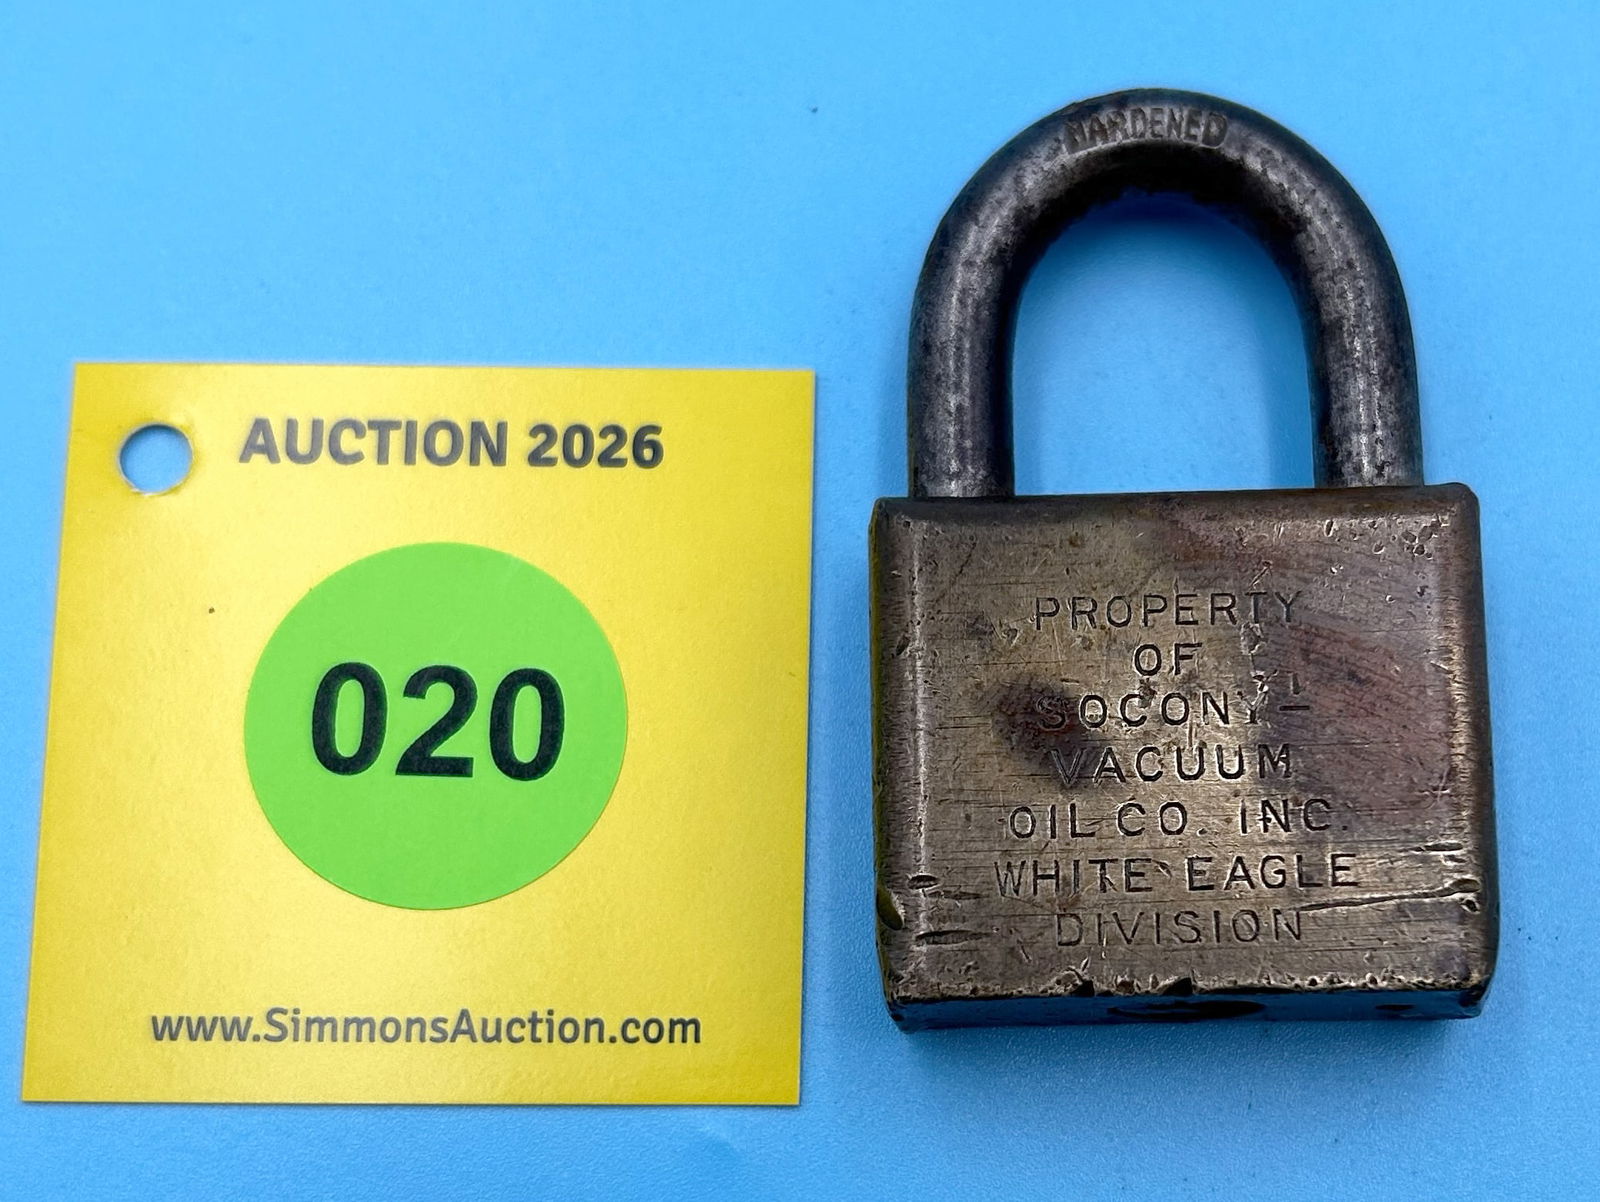 AUCTION 2026
020
www.SimmonsAuction.com
HARDENED
PROPERTY
OF
SOCONY-
VACUUM
OIL CO. INC.
WHITE EAGLE
DIVISION